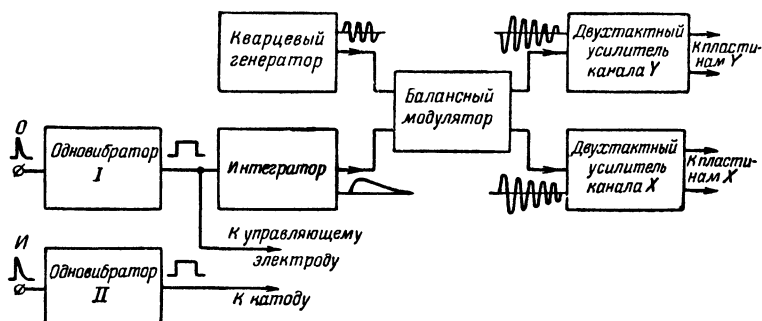 Кварцевый
генератор
Двухтактный
усилитель
канала Y
К пласти-
нам Y
Балансный
модулятор
О
Одновибратор
I
Интегратор
Двухтактный
усилитель
канала X
К пласти-
нам X
К управляющему
электроду
И
Одновибратор
II
К катоду